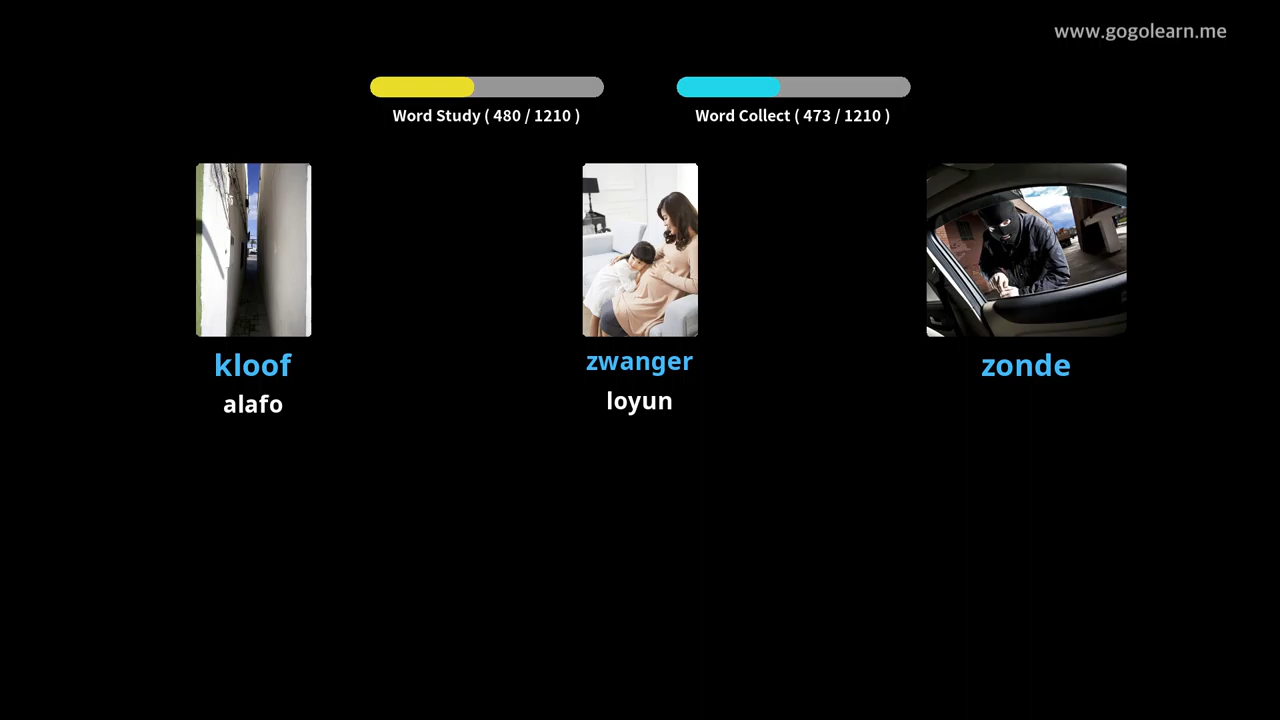 www.gogolearn.me
Word Study ( 480 / 1210 )
Word Collect ( 473 / 1210 )
kloof
alafo
zwanger
loyun
zonde